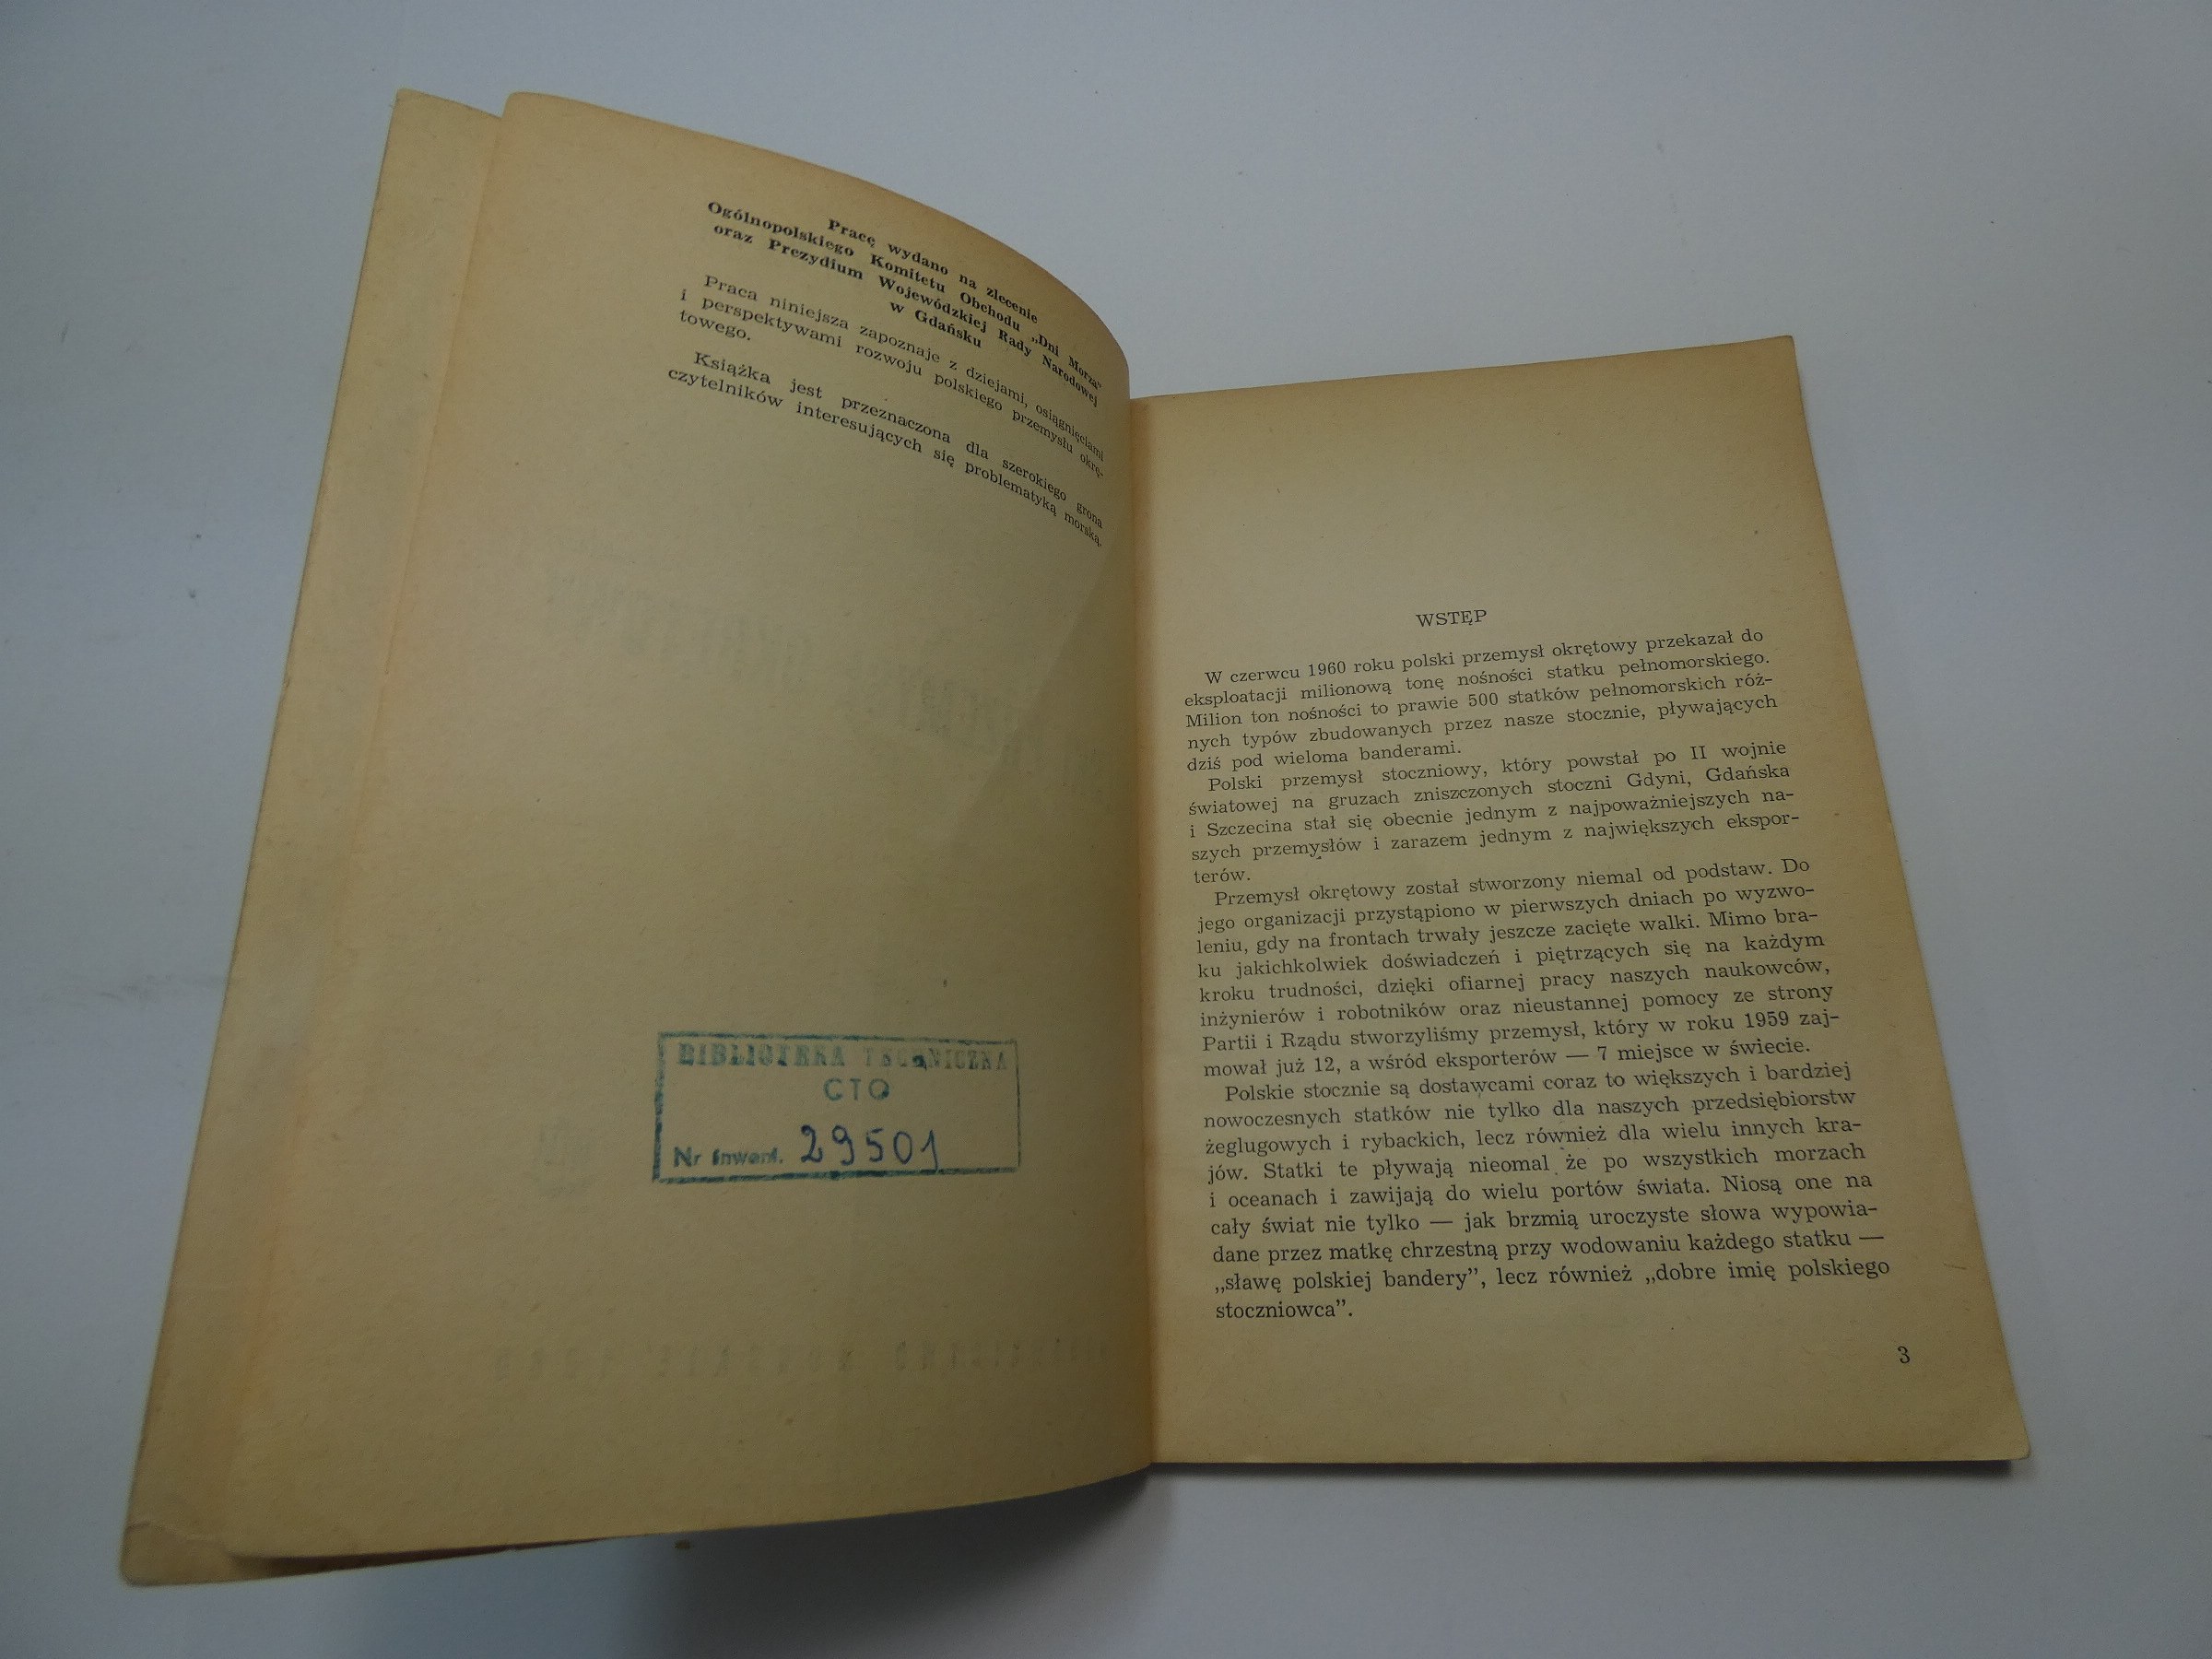 Pracę wydano na zlecenie
Ogólnopolskiego Komitetu Obchodu „Dni Morza”
oraz Prezydium Wojewódzkiej Rady Narodowej
w Gdańsku
Praca niniejsza zapoznaje z dziejami, osiągnięciami
i perspektywami rozwoju polskiego przemysłu okrę-
towego.
Książka jest przeznaczona dla szerokiego grona
czytelników interesujących się problematyką morską.
BIBLIOTEKA TECHNICZNA
CTO
Nr inwent. 29501
WSTĘP
W czerwcu 1960 roku polski przemysł okrętowy przekazał do
eksploatacji milionową tonę nośności statku pełnomorskiego.
Milion ton nośności to prawie 500 statków pełnomorskich róż-
nych typów zbudowanych przez nasze stocznie, pływających
dziś pod wieloma banderami.
Polski przemysł stoczniowy, który powstał po II wojnie
światowej na gruzach zniszczonych stoczni Gdyni, Gdańska
i Szczecina stał się obecnie jednym z najpoważniejszych na-
szych przemysłów i zarazem jednym z największych ekspor-
terów.
Przemysł okrętowy został stworzony niemal od podstaw. Do
jego organizacji przystąpiono w pierwszych dniach po wyzwo-
leniu, gdy na frontach trwały jeszcze zacięte walki. Mimo bra-
ku jakichkolwiek doświadczeń i piętrzących się na każdym
kroku trudności, dzięki ofiarnej pracy naszych naukowców,
inżynierów i robotników oraz nieustannej pomocy ze strony
Partii i Rządu stworzyliśmy przemysł, który w roku 1959 zaj-
mował już 12, a wśród eksporterów — 7 miejsce w świecie.
Polskie stocznie są dostawcami coraz to większych i bardziej
nowoczesnych statków nie tylko dla naszych przedsiębiorstw
żeglugowych i rybackich, lecz również dla wielu innych kra-
jów. Statki te pływają nieomal że po wszystkich morzach
i oceanach i zawijają do wielu portów świata. Niosą one na
cały świat nie tylko — jak brzmią uroczyste słowa wypowia-
dane przez matkę chrzestną przy wodowaniu każdego statku —
„sławę polskiej bandery”, lecz również „dobre imię polskiego
stoczniowca”.
3